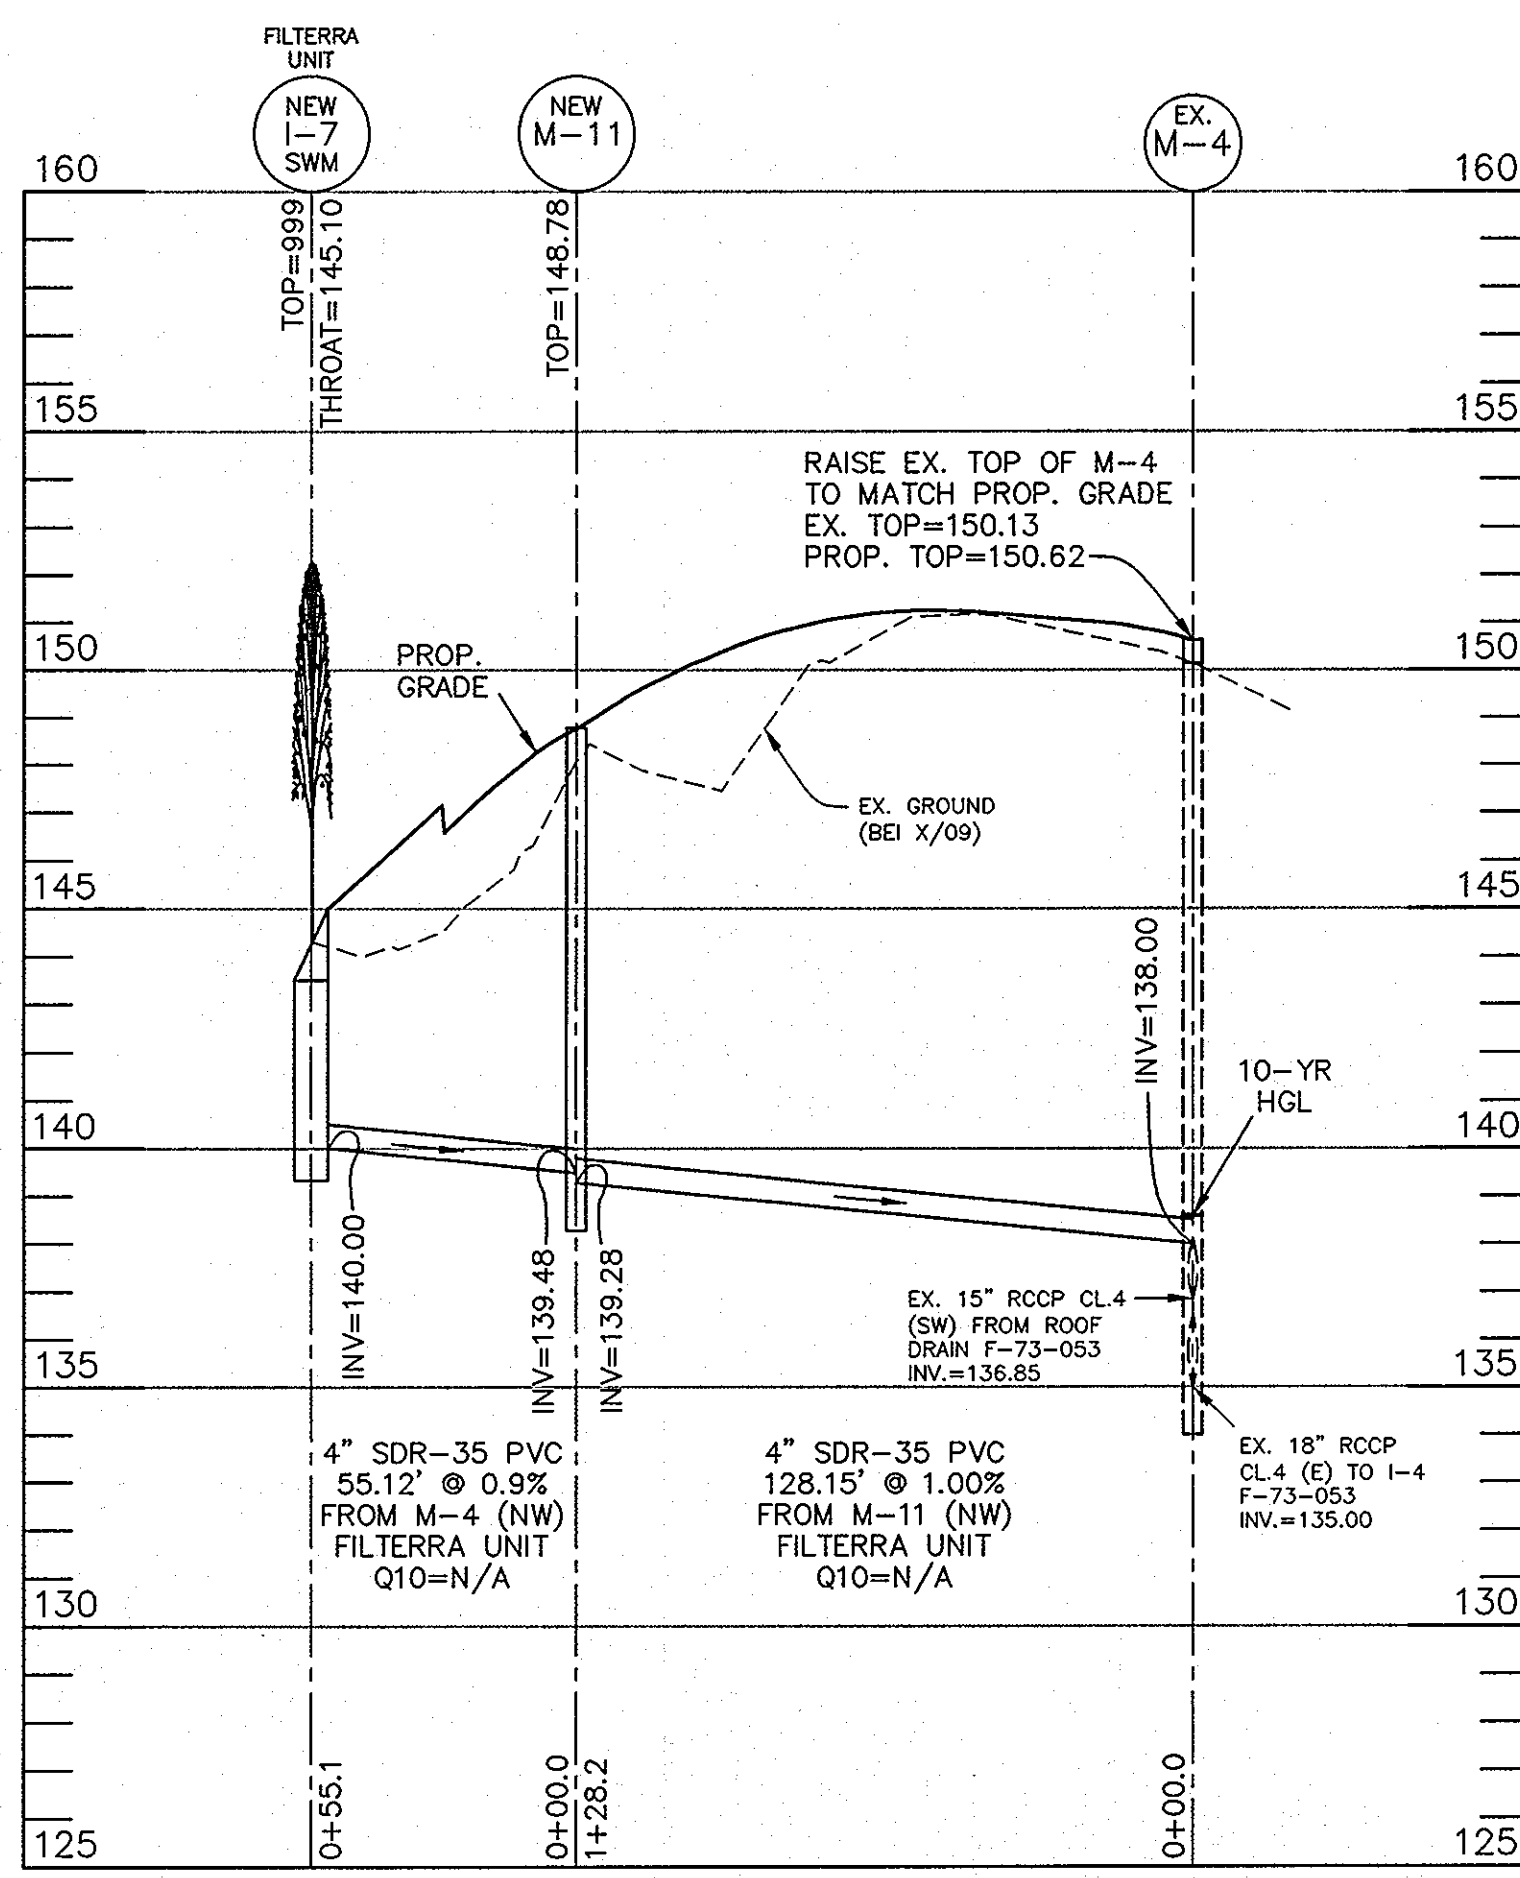 FILTERRA
UNIT
NEW
I-7
SWM
NEW
M-11
EX.
M-4
160
160
TOP=999
THROAT=145.10
TOP=148.78
155
155
RAISE EX. TOP OF M-4
TO MATCH PROP. GRADE
EX. TOP=150.13
PROP. TOP=150.62
PROP.
GRADE
150
150
EX. GROUND
(BEI X/09)
145
145
INV=138.00
10-YR
HGL
140
140
INV=140.00
INV=139.48
INV=139.28
EX. 15" RCCP CL.4
(SW) FROM ROOF
DRAIN F-73-053
INV.=136.85
135
135
4" SDR-35 PVC
55.12' @ 0.9%
FROM M-4 (NW)
FILTERRA UNIT
Q10=N/A
4" SDR-35 PVC
128.15' @ 1.00%
FROM M-11 (NW)
FILTERRA UNIT
Q10=N/A
EX. 18" RCCP
CL.4 (E) TO I-4
F-73-053
INV.=135.00
130
130
0+55.1
0+00.0
1+28.2
0+00.0
125
125